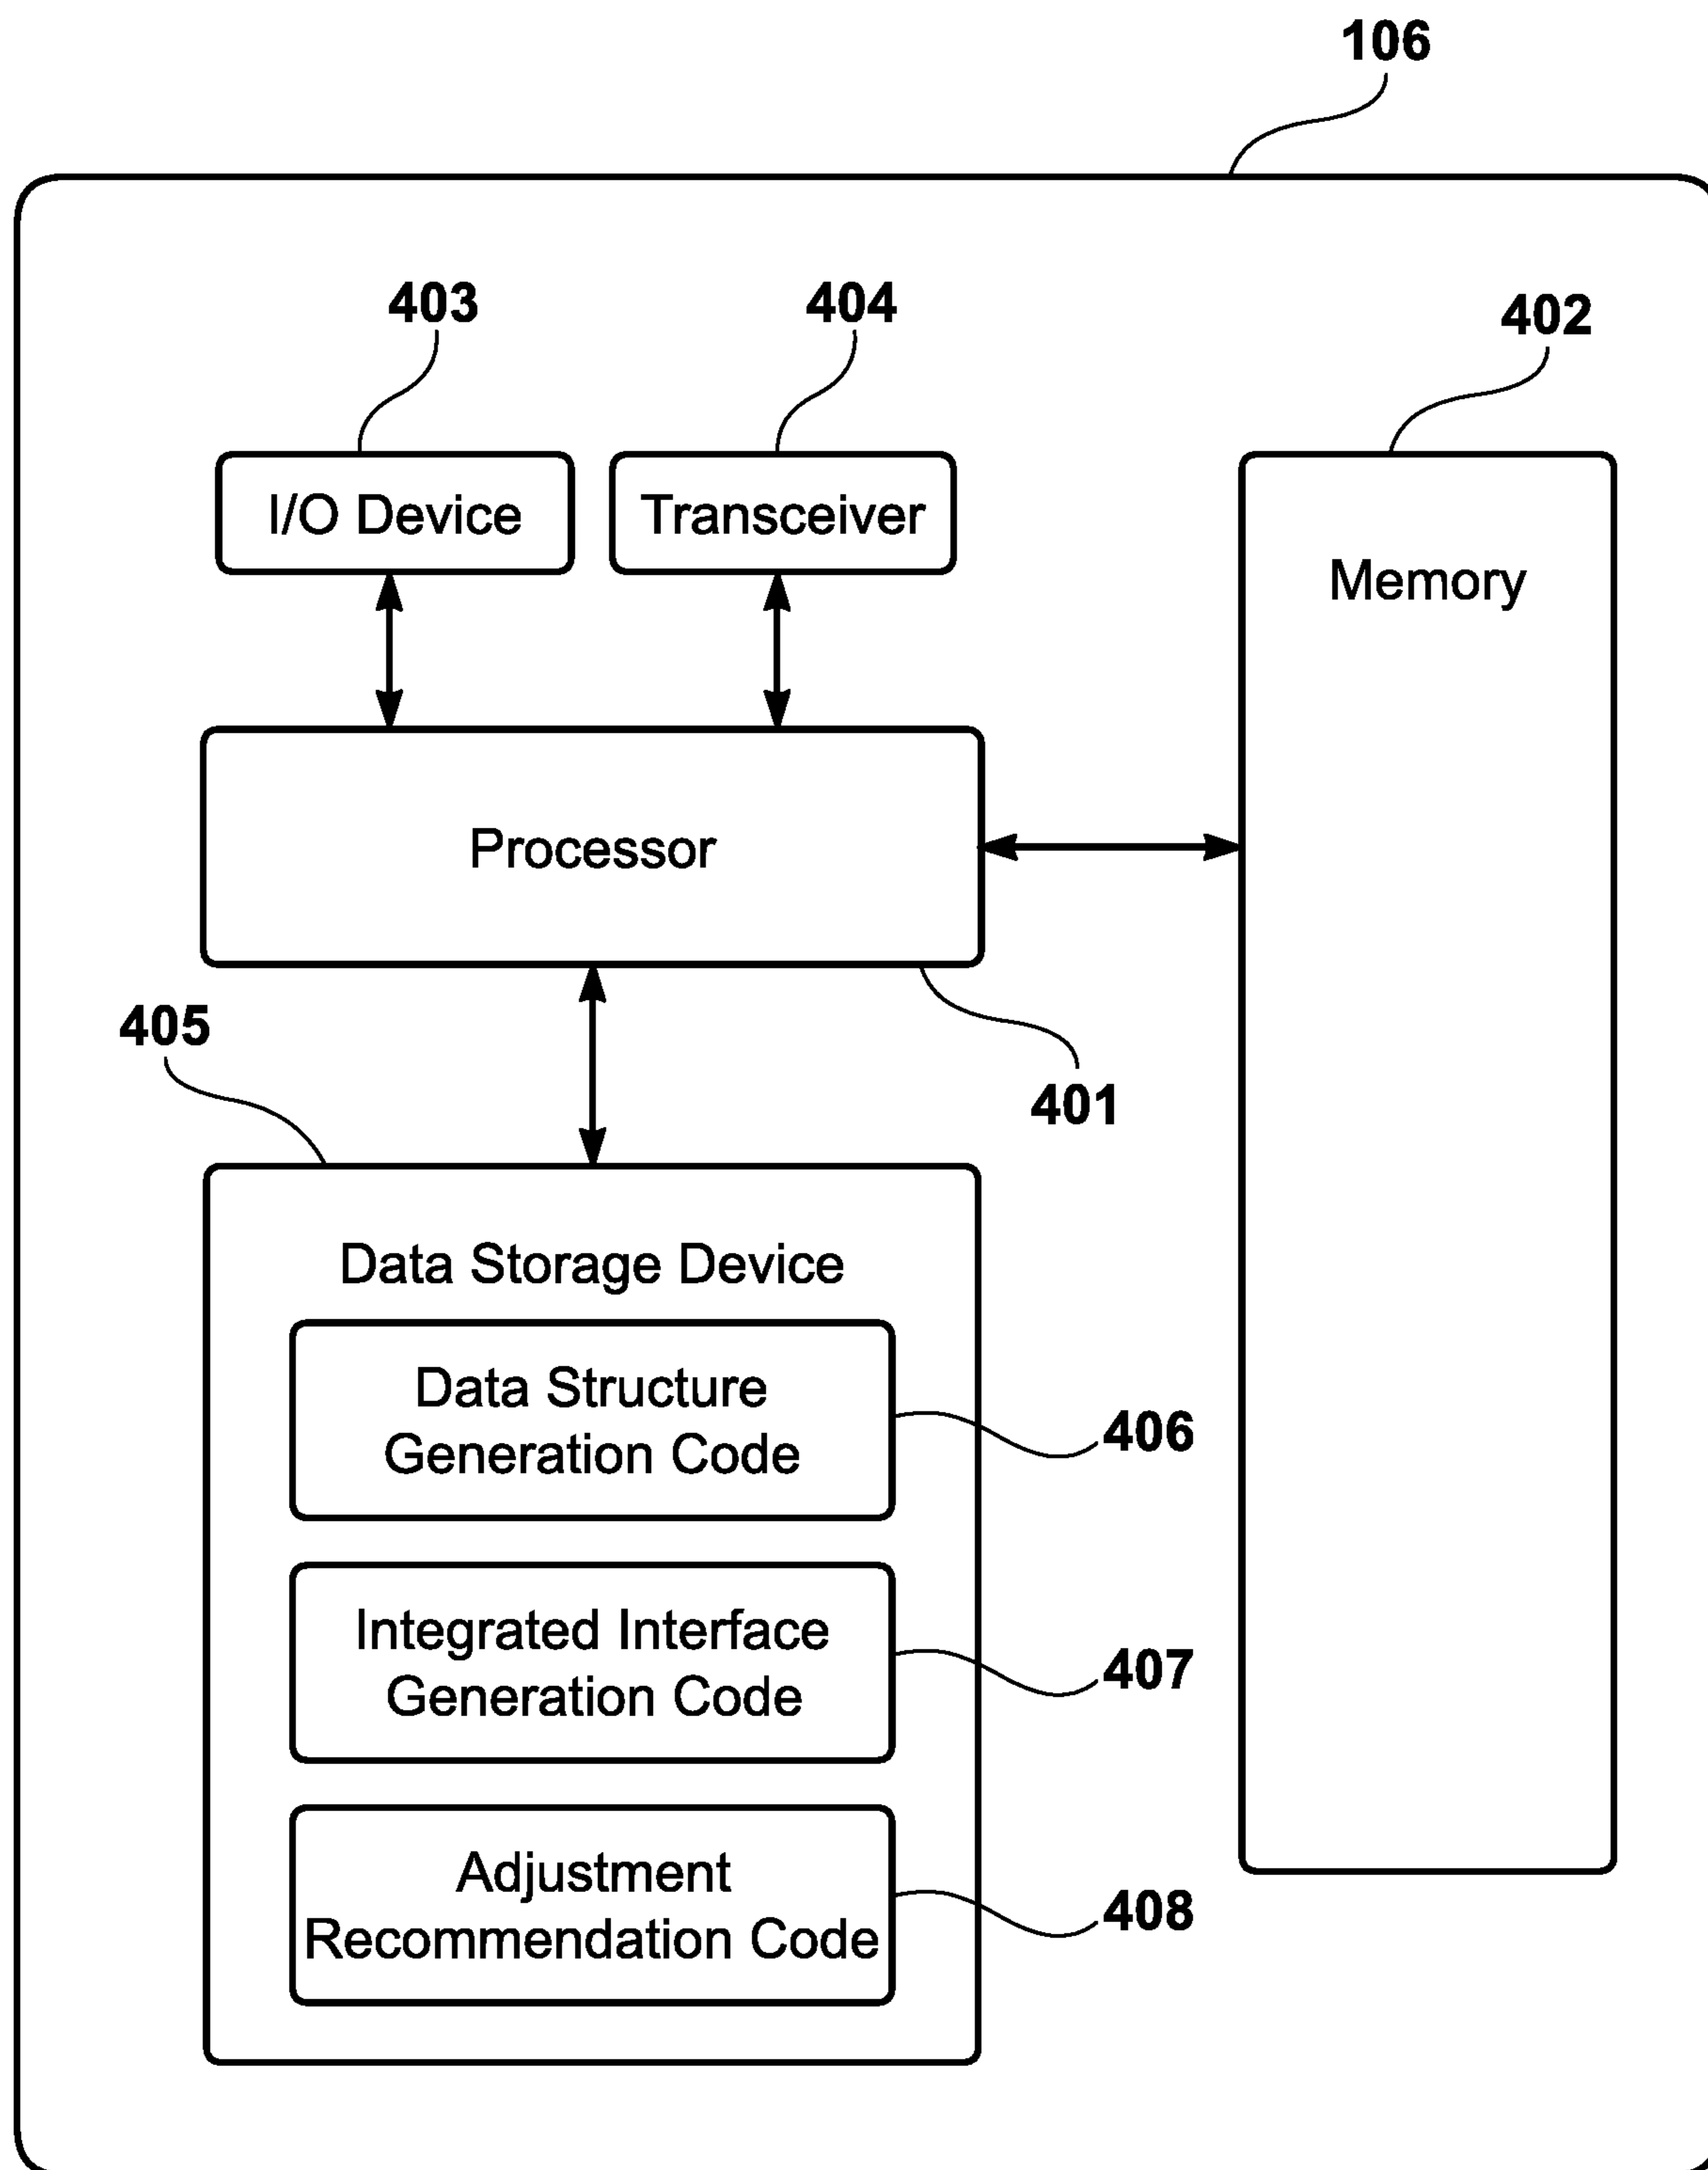 106
403
404
402
I/O Device
Transceiver
Memory
Processor
405
401
Data Storage Device
Data Structure
Generation Code
406
Integrated Interface
Generation Code
407
Adjustment
Recommendation Code
408